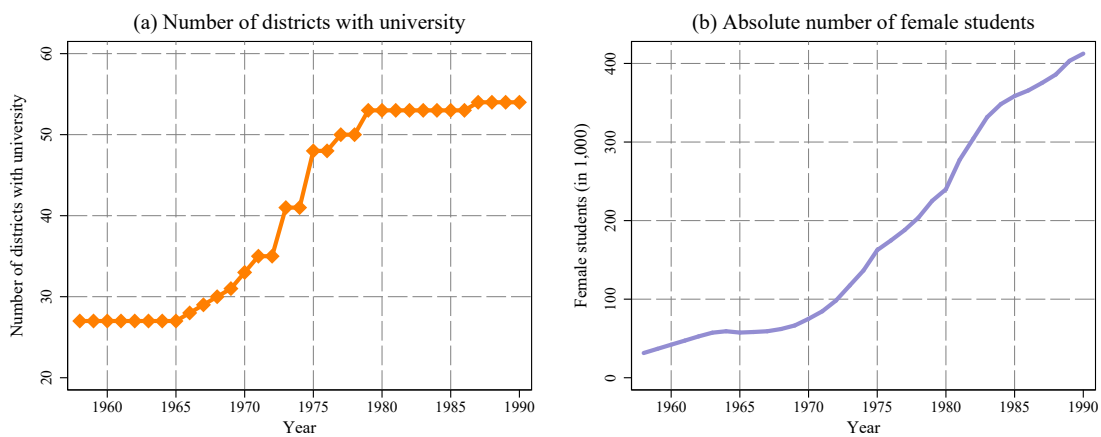 (a) Number of districts with university
Number of districts with university
60
50
40
30
20
1960 1965 1970 1975 1980 1985 1990
Year
(b) Absolute number of female students
Female students (in 1,000)
400
300
200
100
0
1960 1965 1970 1975 1980 1985 1990
Year